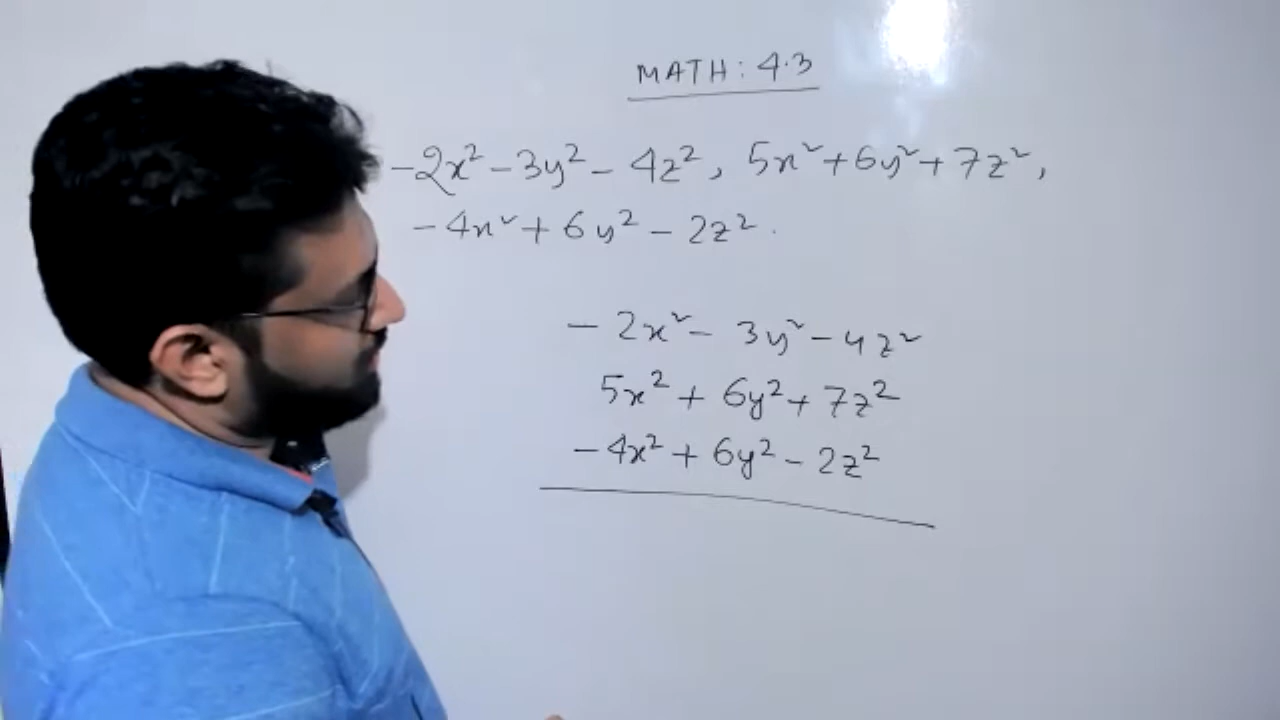 MATH: 4.3
-2x² - 3y² - 4z², 5x² + 6y² + 7z²,
-4x² + 6y² - 2z².
- 2x² - 3y² - 4z²
5x² + 6y² + 7z²
- 4x² + 6y² - 2z²